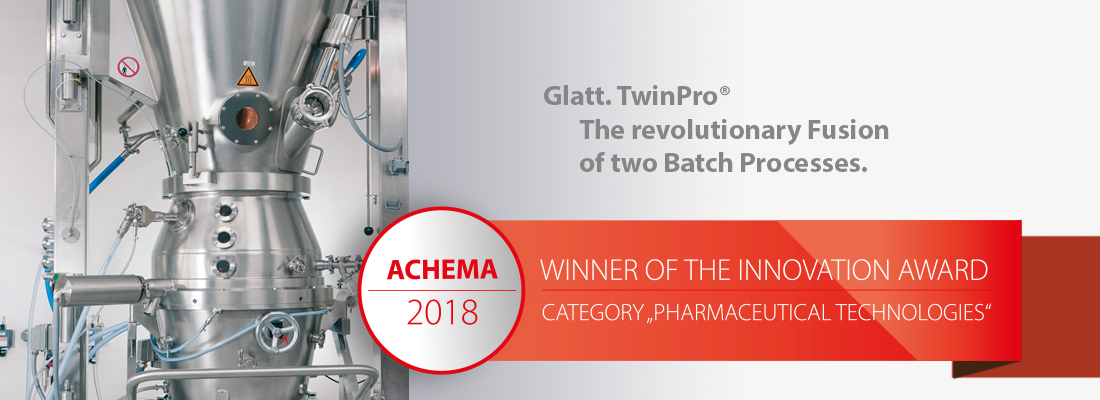 Glatt. TwinPro®
The revolutionary Fusion
of two Batch Processes.
ACHEMA
2018
WINNER OF THE INNOVATION AWARD
CATEGORY „PHARMACEUTICAL TECHNOLOGIES“